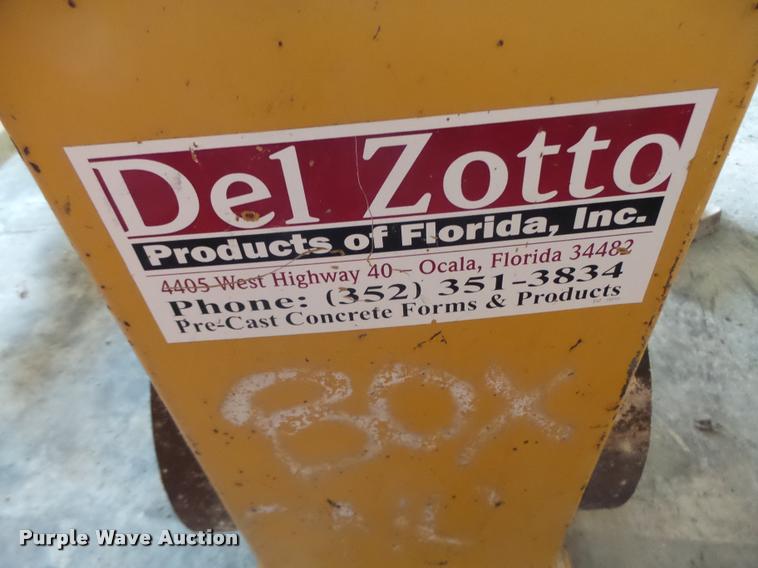 Del Zotto
Products of Florida, Inc.
4405 West Highway 40 – Ocala, Florida 34482
Phone: (352) 351-3834
Pre-Cast Concrete Forms & Products
BOX
Purple Wave Auction